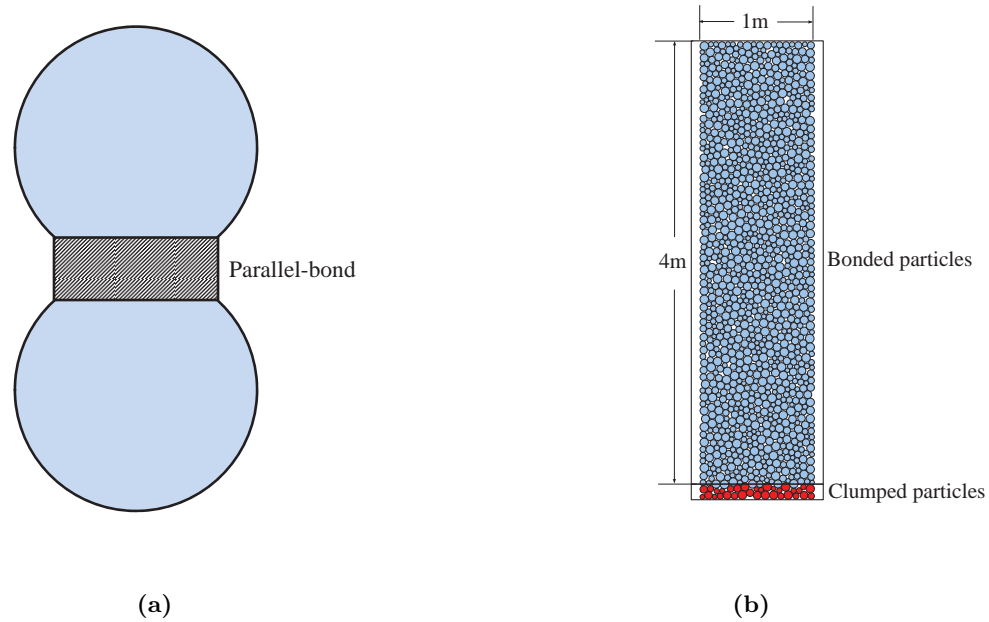 1m
Parallel-bond
4m
Bonded particles
Clumped particles
(a)
(b)